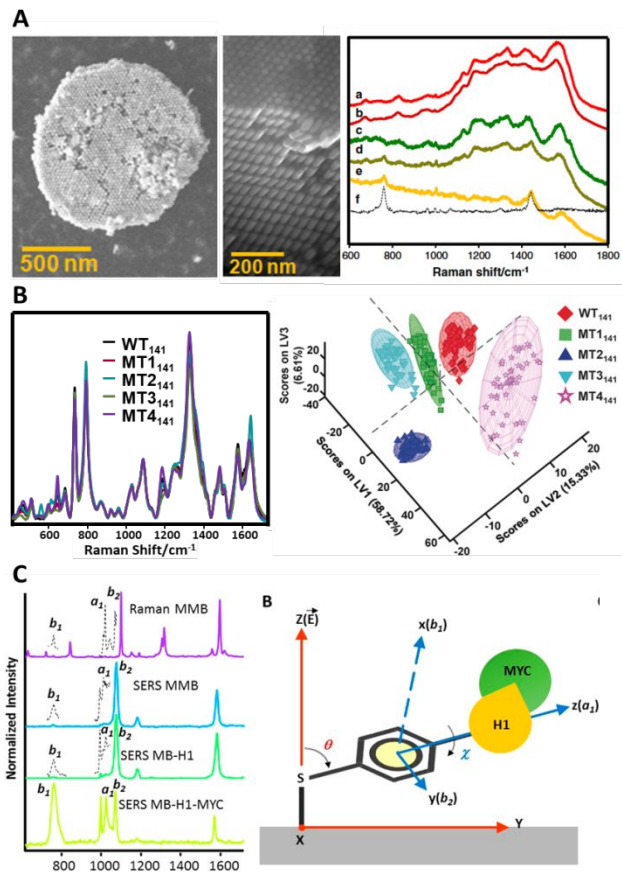 A
500 nm
200 nm
a
b
c
d
e
f
600 800 1000 1200 1400 1600 1800
Raman shift/cm-1
B
WT141
MT1141
MT2141
MT3141
MT4141
600 800 1000 1200 1400 1600
Raman Shift/cm-1
Scores on LV3
(6.61%)
20
0
-20
-40
-20
0
20
40
60
Scores on LV1 (58.72%)
-20
-10
0
10
20
Scores on LV2 (15.33%)
WT141
MT1141
MT2141
MT3141
MT4141
C
Normalized Intensity
b1 a1 b2
Raman MMB
b1 a1 b2
SERS MMB
b1 a1 b2
SERS MB-H1
b1 a1 b2
SERS MB-H1-MYC
800 1000 1200 1400 1600
B
Z(E)
x(b1)
MYC
H1
z(a1)
θ
χ
S
y(b2)
X
Y